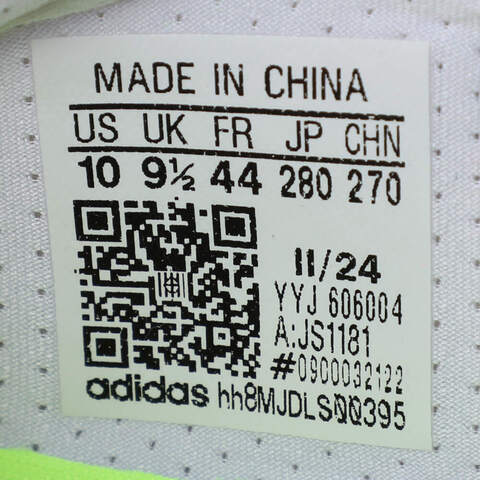 MADE IN CHINA
US UK FR JP CHN
10 9½ 44 280 270
11/24
YYJ 606004
A:JS1181
#0900032122
adidas hh8MJDLSQQ395